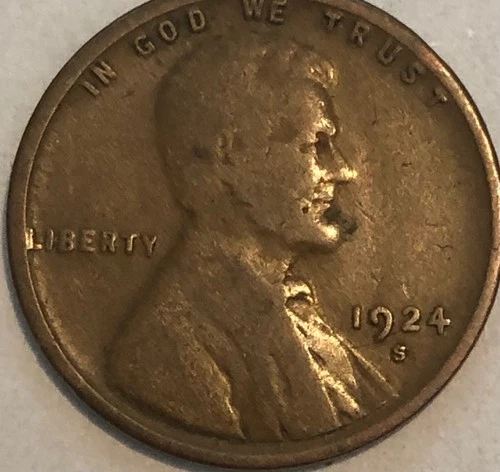 IN GOD WE TRUST
LIBERTY
1924
S